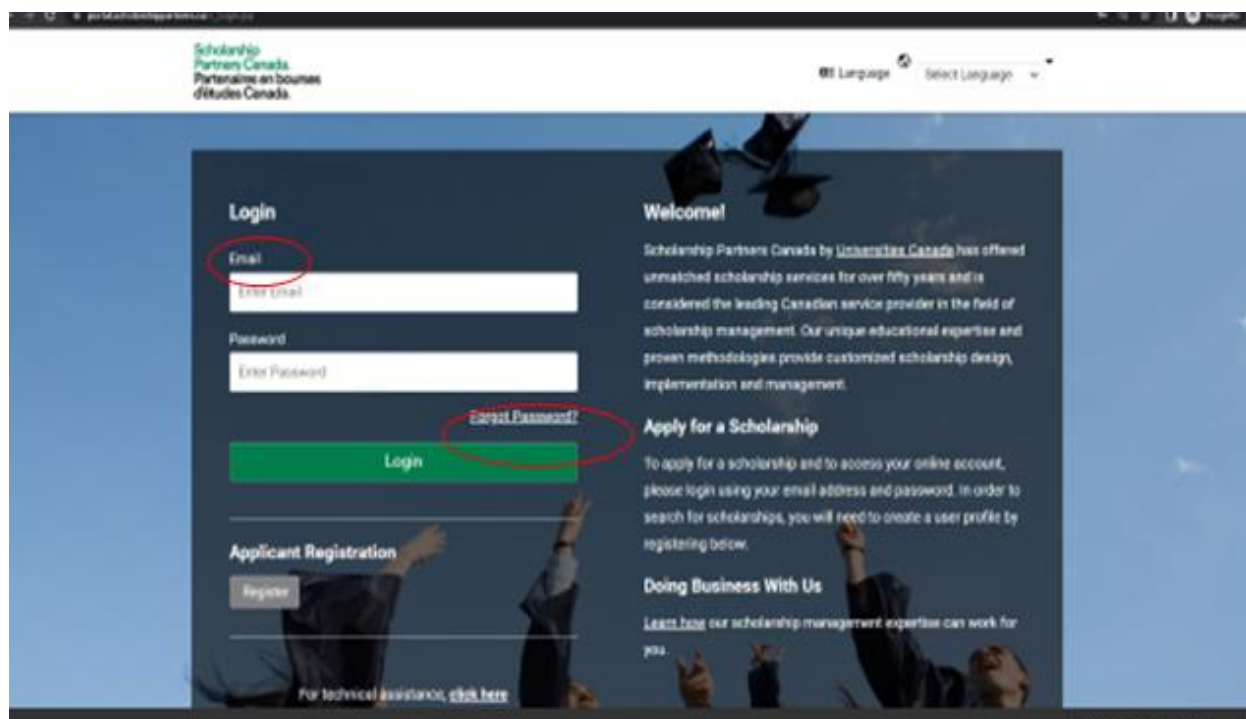 Scholarship
Partners Canada
Partenaires en bourses
d'études Canada
Language
Select Language
Login
Email
Enter Email
Password
Enter Password
Forgot Password?
Login
Applicant Registration
Register
For technical assistance, click here
Welcome!
Scholarship Partners Canada by Universities Canada has offered
unmatched scholarship services for over fifty years and is
considered the leading Canadian service provider in the field of
scholarship management. Our unique educational expertise and
proven methodologies provide customized scholarship design,
implementation and management.
Apply for a Scholarship
To apply for a scholarship and to access your online account,
please login using your email address and password. In order to
search for scholarships, you will need to create a user profile by
registering below.
Doing Business With Us
Learn how our scholarship management expertise can work for
you.